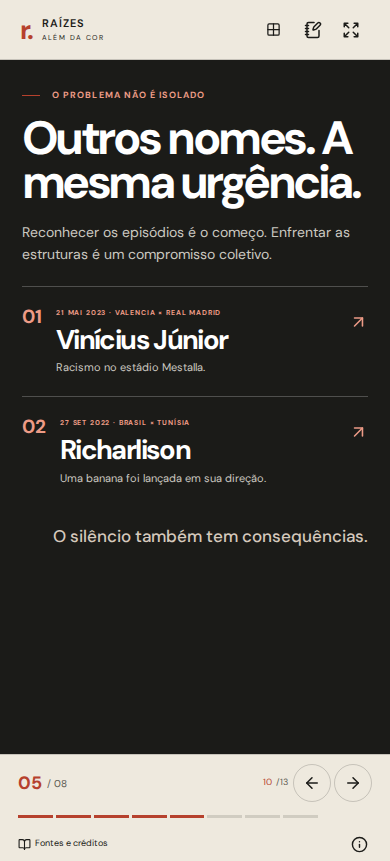 r. RAÍZES
ALÉM DA COR
O PROBLEMA NÃO É ISOLADO
Outros nomes. A
mesma urgência.
Reconhecer os episódios é o começo. Enfrentar as
estruturas é um compromisso coletivo.
01 21 MAI 2023 · VALENCIA × REAL MADRID
Vinícius Júnior
Racismo no estádio Mestalla.
02 27 SET 2022 · BRASIL × TUNÍSIA
Richarlison
Uma banana foi lançada em sua direção.
O silêncio também tem consequências.
05 / 08 10 /13
Fontes e créditos